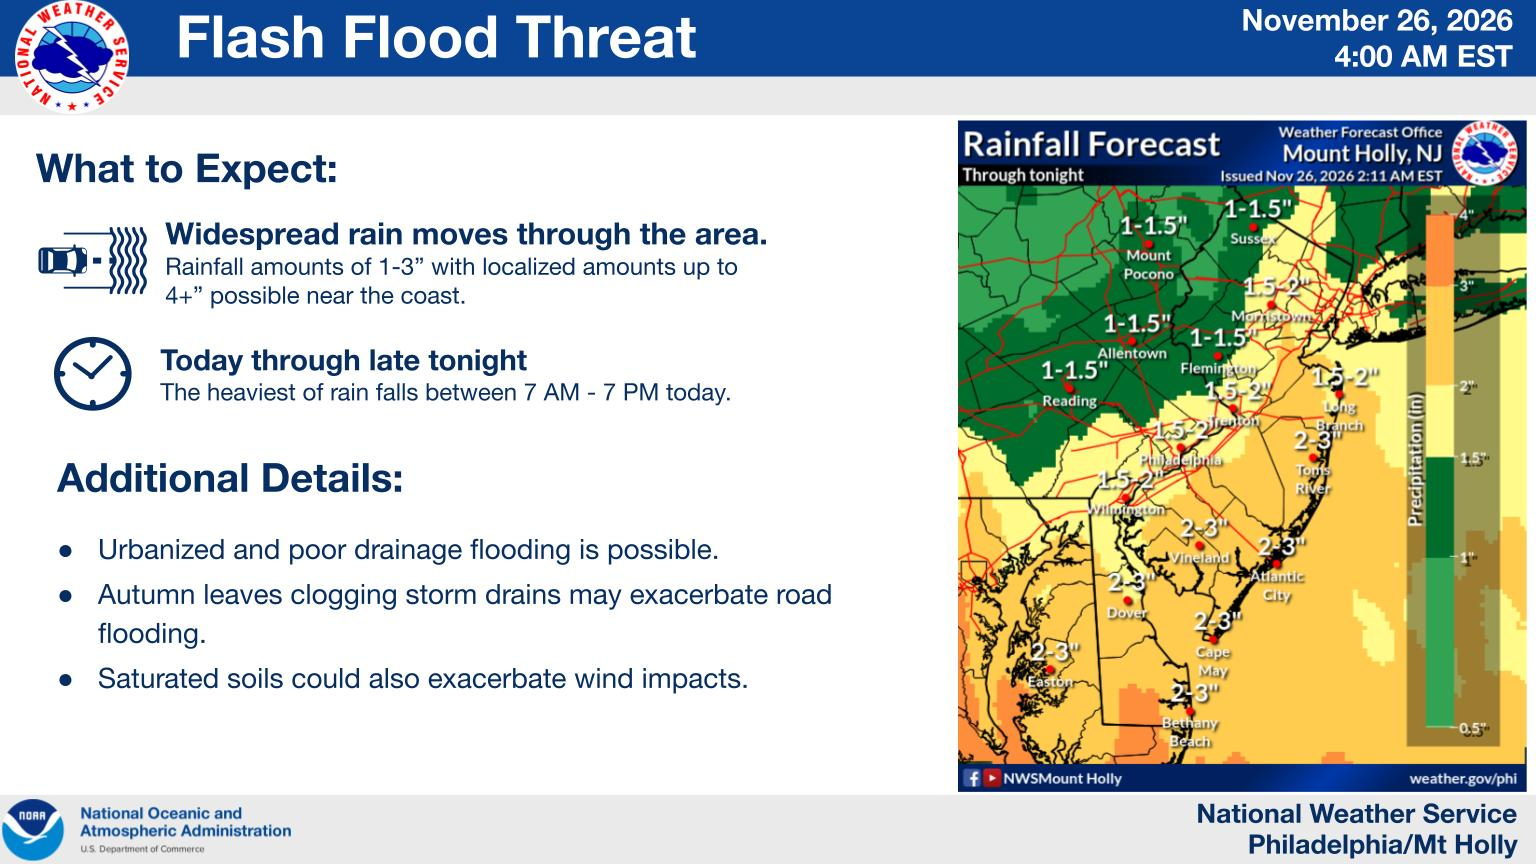 Flash Flood Threat
November 26, 2026
4:00 AM EST
NATIONAL WEATHER SERVICE
What to Expect:
Widespread rain moves through the area.
Rainfall amounts of 1-3” with localized amounts up to
4+” possible near the coast.
Today through late tonight
The heaviest of rain falls between 7 AM - 7 PM today.
Additional Details:
● Urbanized and poor drainage flooding is possible.
● Autumn leaves clogging storm drains may exacerbate road
flooding.
● Saturated soils could also exacerbate wind impacts.
Rainfall Forecast
Through tonight
Weather Forecast Office
Mount Holly, NJ
Issued Nov 26, 2026 2:11 AM EST
NATIONAL WEATHER SERVICE
1-1.5"
Sussex
1-1.5"
Mount
Pocono
1.5-2"
Morristown
1-1.5"
Allentown
1-1.5"
Flemington
1-1.5"
Reading
1.5-2"
Trenton
1.5-2"
Long
Branch
1.5-2"
Philadelphia
2-3"
Toms
River
1.5-2"
Wilmington
2-3"
Vineland
2-3"
Atlantic
City
2-3"
Dover
2-3"
Cape
May
2-3"
Easton
2-3"
Bethany
Beach
Precipitation (in)
4"
3"
2"
1.5"
1"
0.5"
NWSMount Holly
weather.gov/phi
NOAA
National Oceanic and
Atmospheric Administration
U.S. Department of Commerce
National Weather Service
Philadelphia/Mt Holly